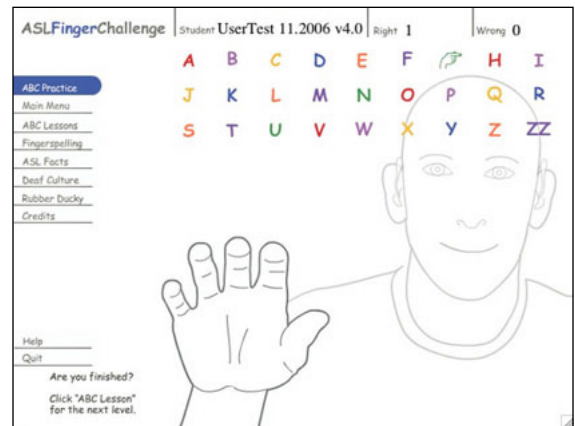 ASLFingerChallenge Student UserTest 11.2006 v4.0 Right 1 Wrong 0
A B C D E F H I
J K L M N O P Q R
S T U V W X Y Z ZZ
ABC Practice
Main Menu
ABC Lessons
Fingerspelling
ASL Facts
Deaf Culture
Rubber Ducky
Credits
Help
Quit
Are you finished?
Click "ABC Lesson"
for the next level.